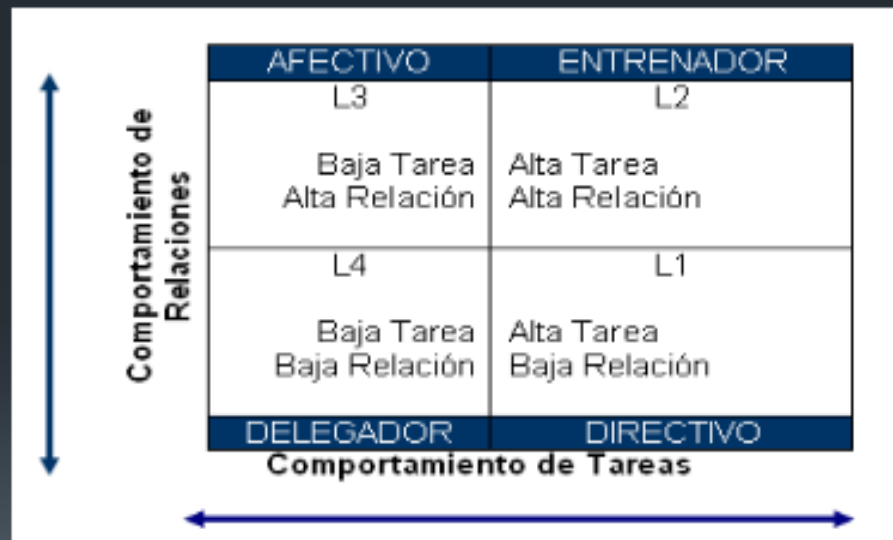 AFECTIVO
ENTRENADOR
L3
L2
Baja Tarea
Alta Relación
Alta Tarea
Alta Relación
Comportamiento de
Relaciones
L4
L1
Baja Tarea
Baja Relación
Alta Tarea
Baja Relación
DELEGADOR
DIRECTIVO
Comportamiento de Tareas